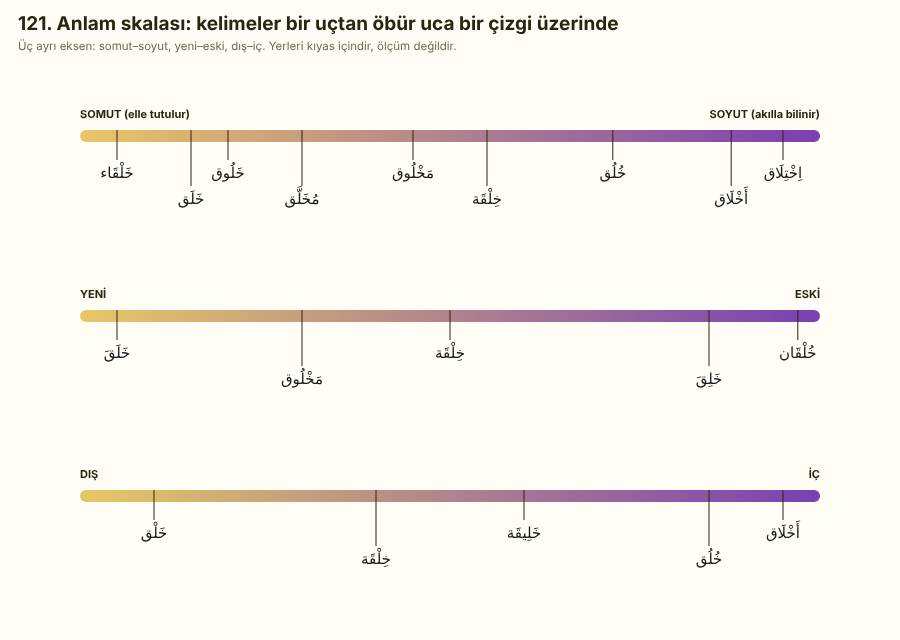 121. Anlam skalası: kelimeler bir uçtan öbür uca bir çizgi üzerinde
Üç ayrı eksen: somut–soyut, yeni–eski, dış–iç. Yerleri kıyas içindir, ölçüm değildir.
SOMUT (elle tutulur)
SOYUT (akılla bilinir)
خَلْقَاء
خَلَق
خَلُوق
مُخَلَّق
مَخْلُوق
خِلْقَة
خُلُق
أَخْلَاق
اِخْتِلَاق
YENİ
ESKİ
خَلَقَ
مَخْلُوق
خِلْقَة
خَلِقَ
خُلْقَان
DIŞ
İÇ
خَلْق
خِلْقَة
خَلِيقَة
خُلُق
أَخْلَاق